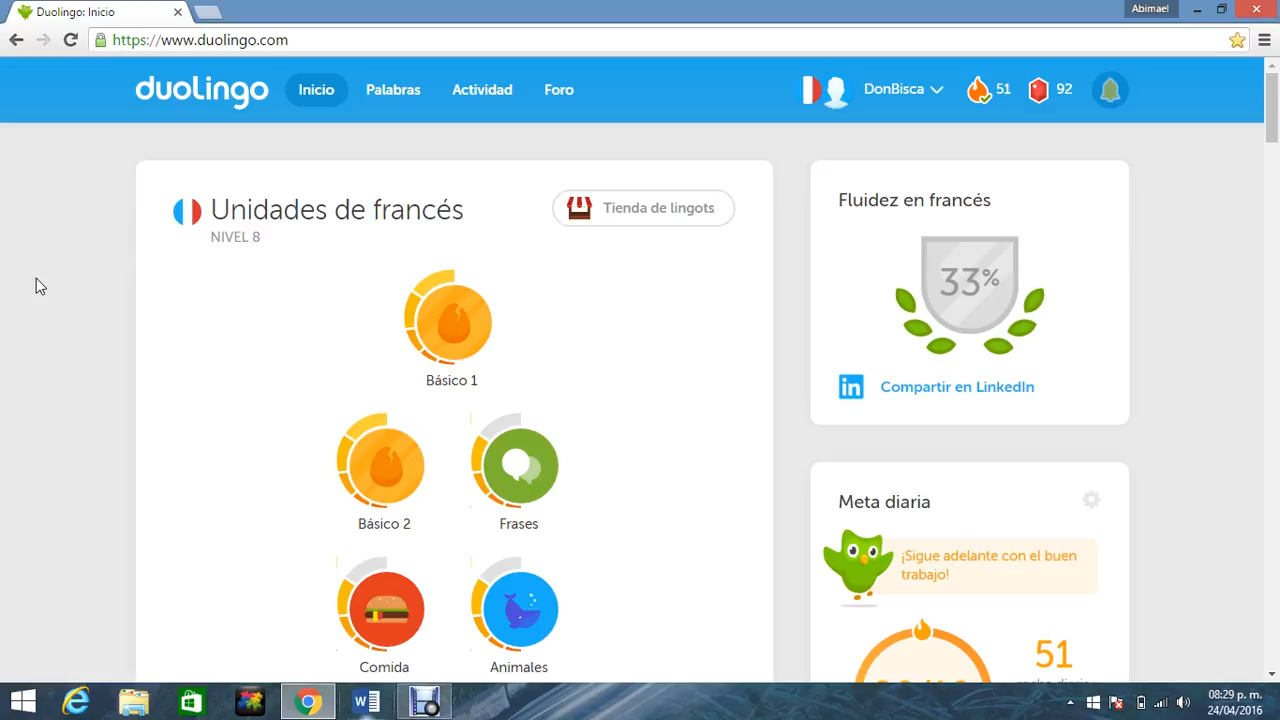 Duolingo: Inicio
Abimael
https://www.duolingo.com
duolingo
Inicio
Palabras
Actividad
Foro
DonBisca
51
92
Unidades de francés
NIVEL 8
Tienda de lingots
Básico 1
Básico 2
Frases
Comida
Animales
Fluidez en francés
33%
in
Compartir en LinkedIn
Meta diaria
¡Sigue adelante con el buen
trabajo!
51
08:29 p. m.
24/04/2016